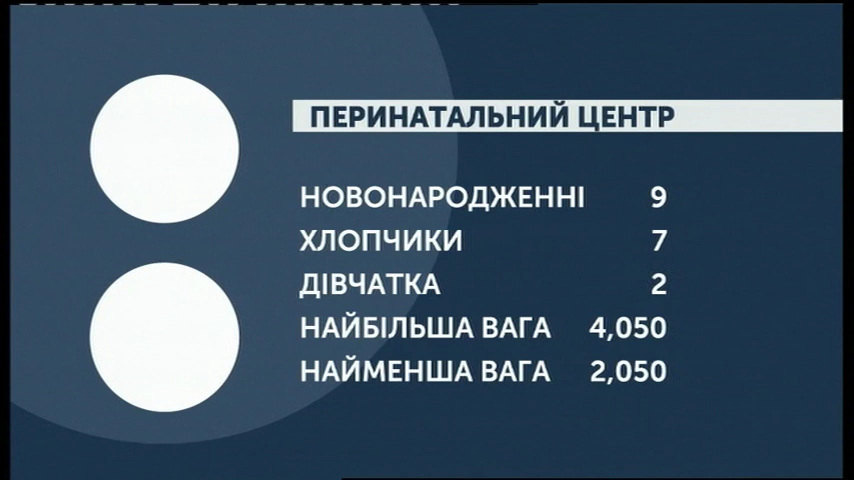 ПЕРИНАТАЛЬНИЙ ЦЕНТР
НОВОНАРОДЖЕННІ 9
ХЛОПЧИКИ 7
ДІВЧАТКА 2
НАЙБІЛЬША ВАГА 4,050
НАЙМЕНША ВАГА 2,050